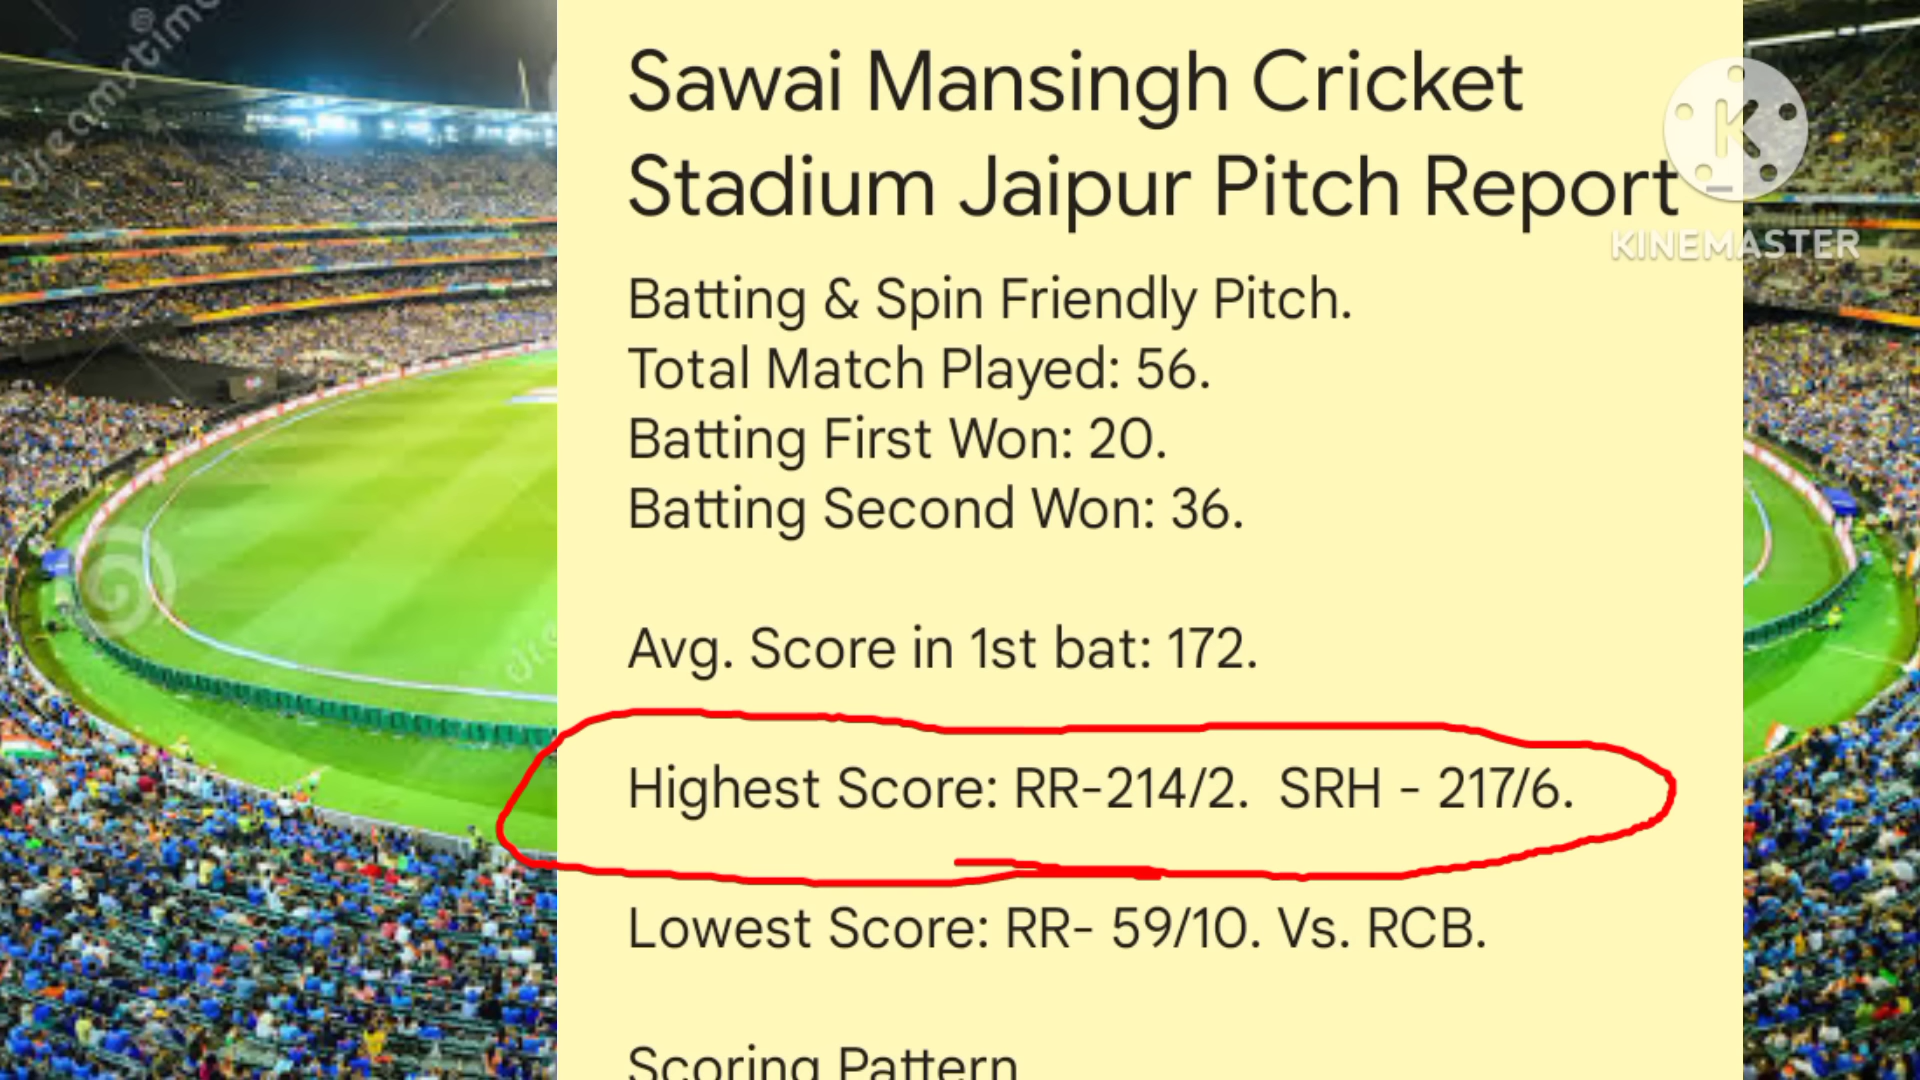 dreamstime
Sawai Mansingh Cricket
Stadium Jaipur Pitch Report_
KINEMASTER
Batting & Spin Friendly Pitch.
Total Match Played: 56.
Batting First Won: 20.
Batting Second Won: 36.
Avg. Score in 1st bat: 172.
Highest Score: RR-214/2. SRH - 217/6.
Lowest Score: RR- 59/10. Vs. RCB.
Scoring Pattern